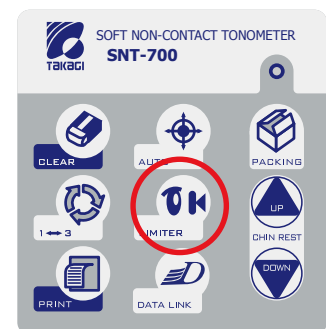 SOFT NON-CONTACT TONOMETER
TAKAGI
SNT-700
CLEAR
AUTO
PACKING
1 ↔ 3
LIMITER
UP
CHIN REST
DOWN
PRINT
DATA LINK